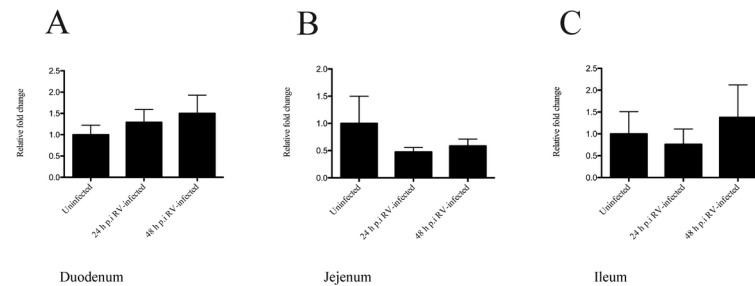 A
Relative fold change
2.5
2.0
1.5
1.0
0.5
0.0
Uninfected
24 h p.i RV-infected
48 h p.i RV-infected
Duodenum
B
Relative fold change
2.0
1.5
1.0
0.5
0.0
Uninfected
24 h p.i RV-infected
48 h p.i RV-infected
Jejenum
C
Relative fold change
2.5
2.0
1.5
1.0
0.5
0.0
Uninfected
24 h p.i RV-infected
48 h p.i RV-infected
Ileum